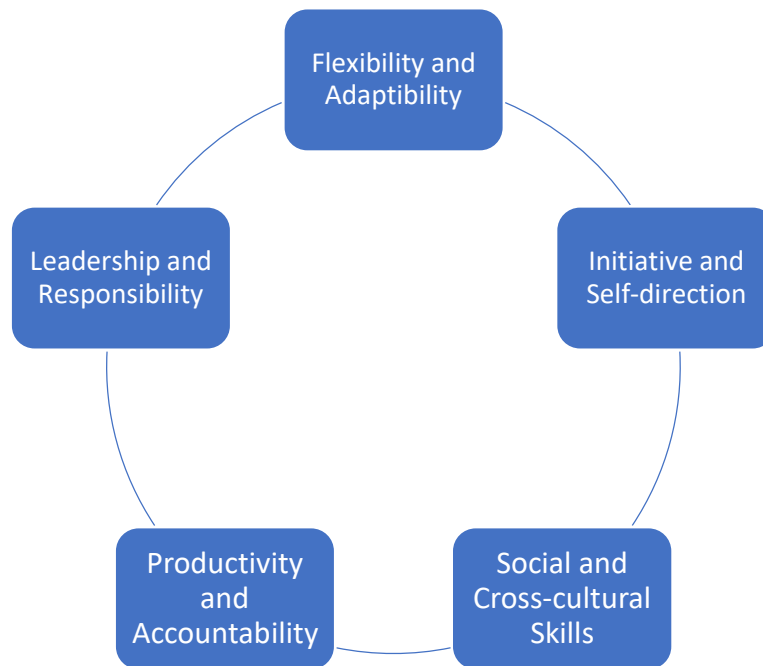 Flexibility and
Adaptibility
Initiative and
Self-direction
Social and
Cross-cultural
Skills
Productivity
and
Accountability
Leadership and
Responsibility